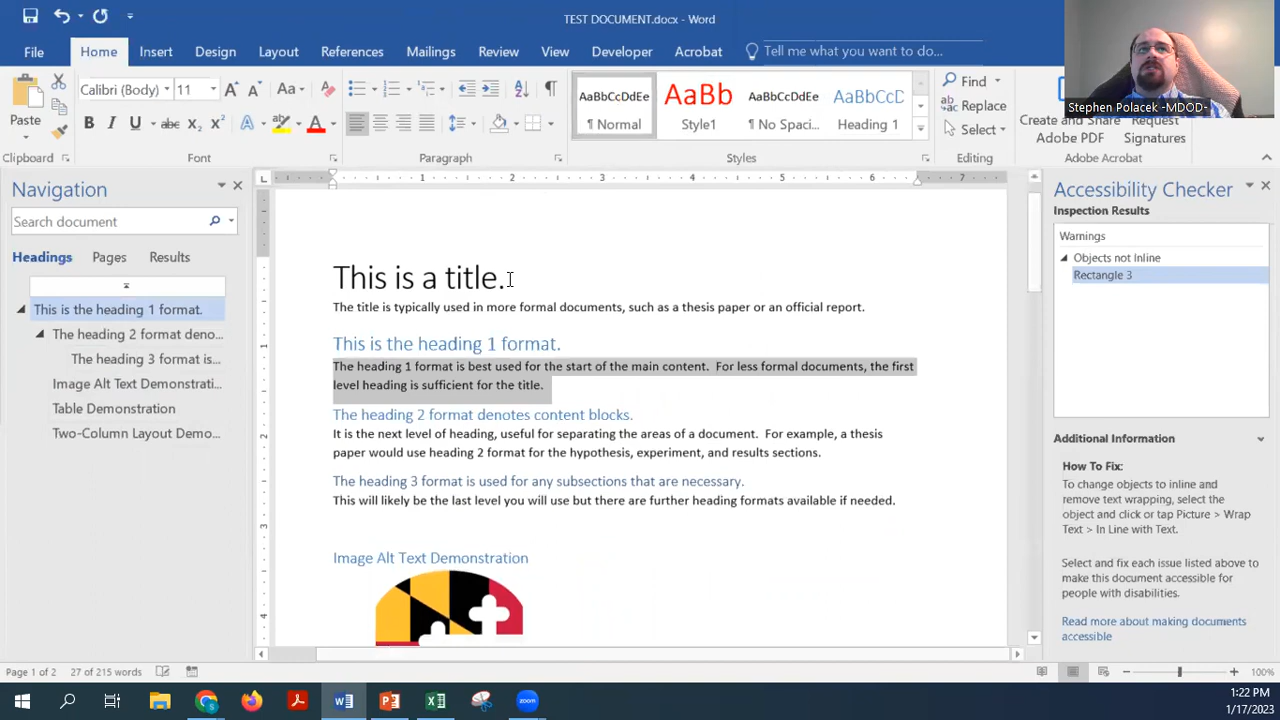 TEST DOCUMENT.docx - Word
File Home Insert Design Layout References Mailings Review View Developer Acrobat Tell me what you want to do...
Stephen Polacek -MDOD-
Paste
Clipboard
Calibri (Body) 11
Font
Paragraph
AaBbCcDdEe ¶ Normal
AaBb Style1
AaBbCcDdEe ¶ No Spaci...
AaBbCcD Heading 1
Styles
Find
Replace
Select
Editing
Create and Share Adobe PDF
Request Signatures
Adobe Acrobat
Navigation
Search document
Headings Pages Results
This is the heading 1 format.
The heading 2 format deno...
The heading 3 format is...
Image Alt Text Demonstrat...
Table Demonstration
Two-Column Layout Demo...
1 2 3 4 5 6 7
This is a title.
The title is typically used in more formal documents, such as a thesis paper or an official report.
This is the heading 1 format.
The heading 1 format is best used for the start of the main content. For less formal documents, the first
level heading is sufficient for the title.
The heading 2 format denotes content blocks.
It is the next level of heading, useful for separating the areas of a document. For example, a thesis
paper would use heading 2 format for the hypothesis, experiment, and results sections.
The heading 3 format is used for any subsections that are necessary.
This will likely be the last level you will use but there are further heading formats available if needed.
Image Alt Text Demonstration
1
2
3
4
Accessibility Checker
Inspection Results
Warnings
Objects not Inline
Rectangle 3
Additional Information
How To Fix:
To change objects to inline and
remove text wrapping, select the
object and click or tap Picture > Wrap
Text > In Line with Text.
Select and fix each issue listed above to
make this document accessible for
people with disabilities.
Read more about making documents
accessible
Page 1 of 2 27 of 215 words
100%
1:22 PM
1/17/2023